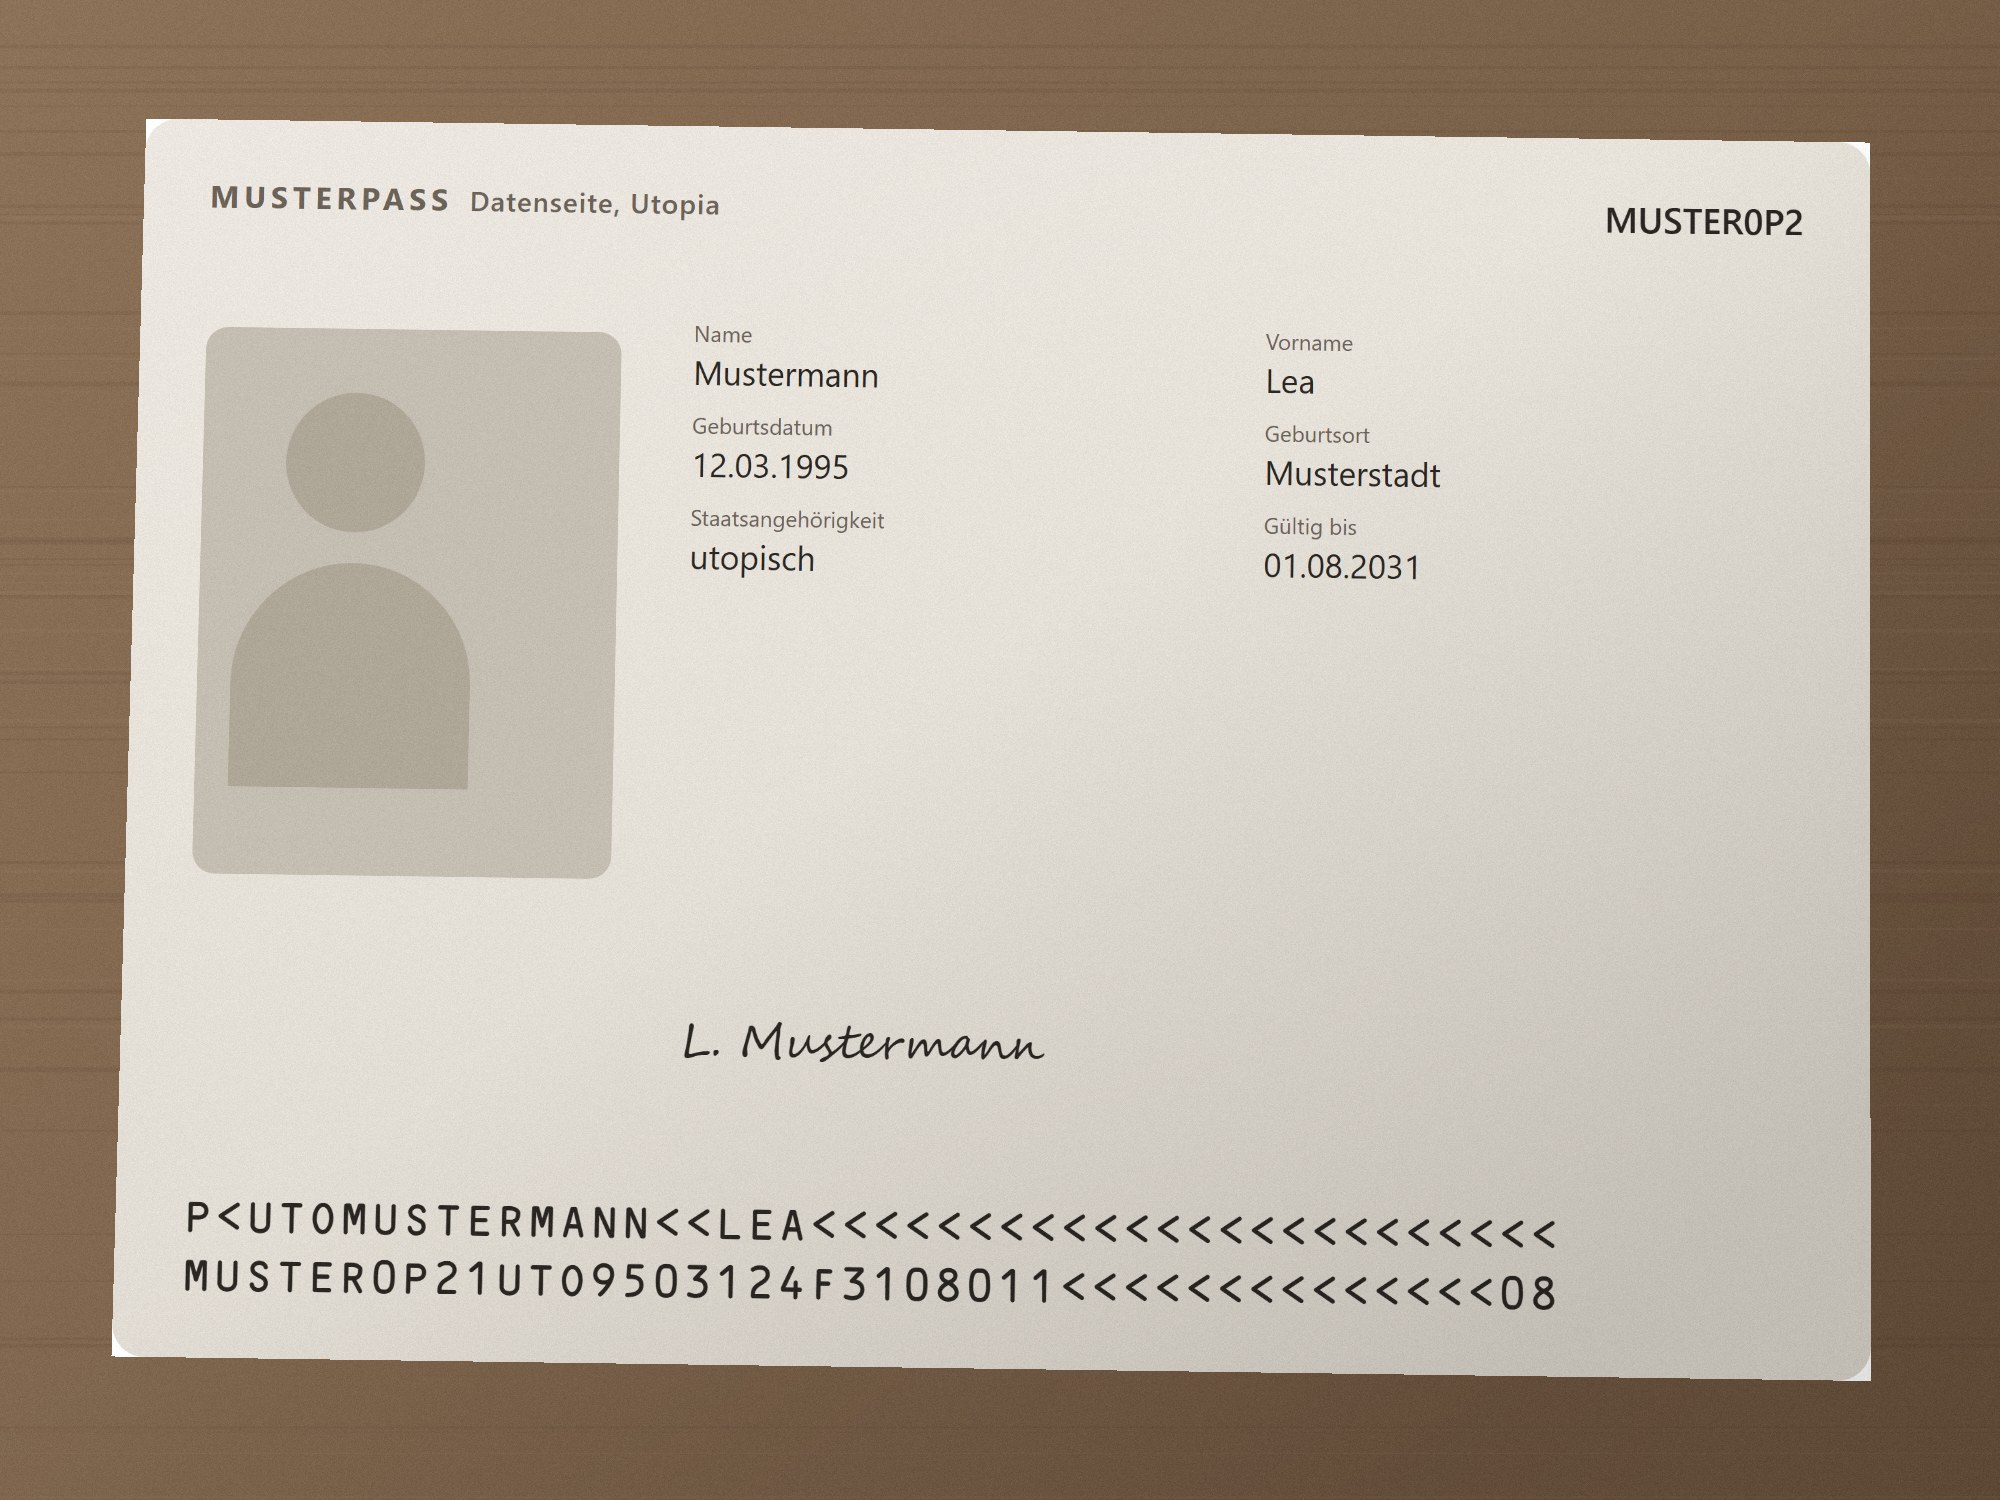 MUSTERPASS Datenseite, Utopia
MUSTER0P2
Name
Mustermann
Vorname
Lea
Geburtsdatum
12.03.1995
Geburtsort
Musterstadt
Staatsangehörigkeit
utopisch
Gültig bis
01.08.2031
L. Mustermann
P<UTOMUSTERMANN<<LEA<<<<<<<<<<<<<<<<<<<<<<<<
MUSTER0P21UTO9503124F3108011<<<<<<<<<<<<<<08